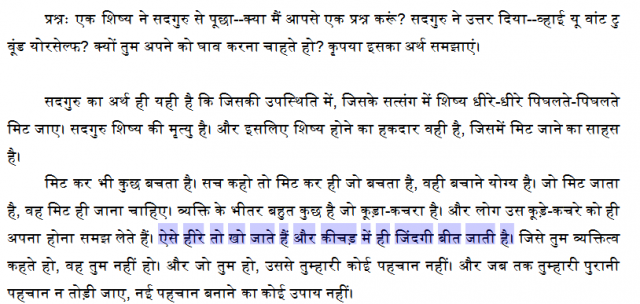 प्रश्नः एक शिष्य ने सदगुरु से पूछा--क्या मैं आपसे एक प्रश्न करूं? सदगुरु ने उत्तर दिया--व्हाई यू वांट टु
वूंड योरसेल्फ? क्यों तुम अपने को घाव करना चाहते हो? कृपया इसका अर्थ समझाएं।
सदगुरु का अर्थ ही यही है कि जिसकी उपस्थिति में, जिसके सत्संग में शिष्य धीरे-धीरे पिघलते-पिघलते
मिट जाए। सदगुरु शिष्य की मृत्यु है। और इसलिए शिष्य होने का हकदार वही है, जिसमें मिट जाने का साहस
है।
मिट कर भी कुछ बचता है। सच कहो तो मिट कर ही जो बचता है, वही बचाने योग्य है। जो मिट जाता
है, वह मिट ही जाना चाहिए। व्यक्ति के भीतर बहुत कुछ है जो कूड़ा-कचरा है। और लोग उस कूड़े-कचरे को ही
अपना होना समझ लेते हैं। ऐसे हीरे तो खो जाते हैं और कीचड़ में ही जिंदगी बीत जाती है। जिसे तुम व्यक्तित्व
कहते हो, वह तुम नहीं हो। और जो तुम हो, उससे तुम्हारी कोई पहचान नहीं। और जब तक तुम्हारी पुरानी
पहचान न तोड़ी जाए, नई पहचान बनाने का कोई उपाय नहीं।